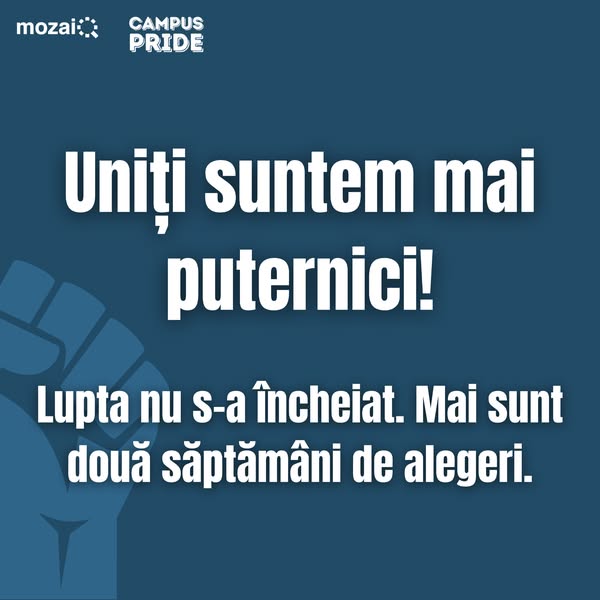 mozaiQ
CAMPUS
PRIDE
Uniți suntem mai
puternici!
Lupta nu s-a încheiat. Mai sunt
două săptămâni de alegeri.